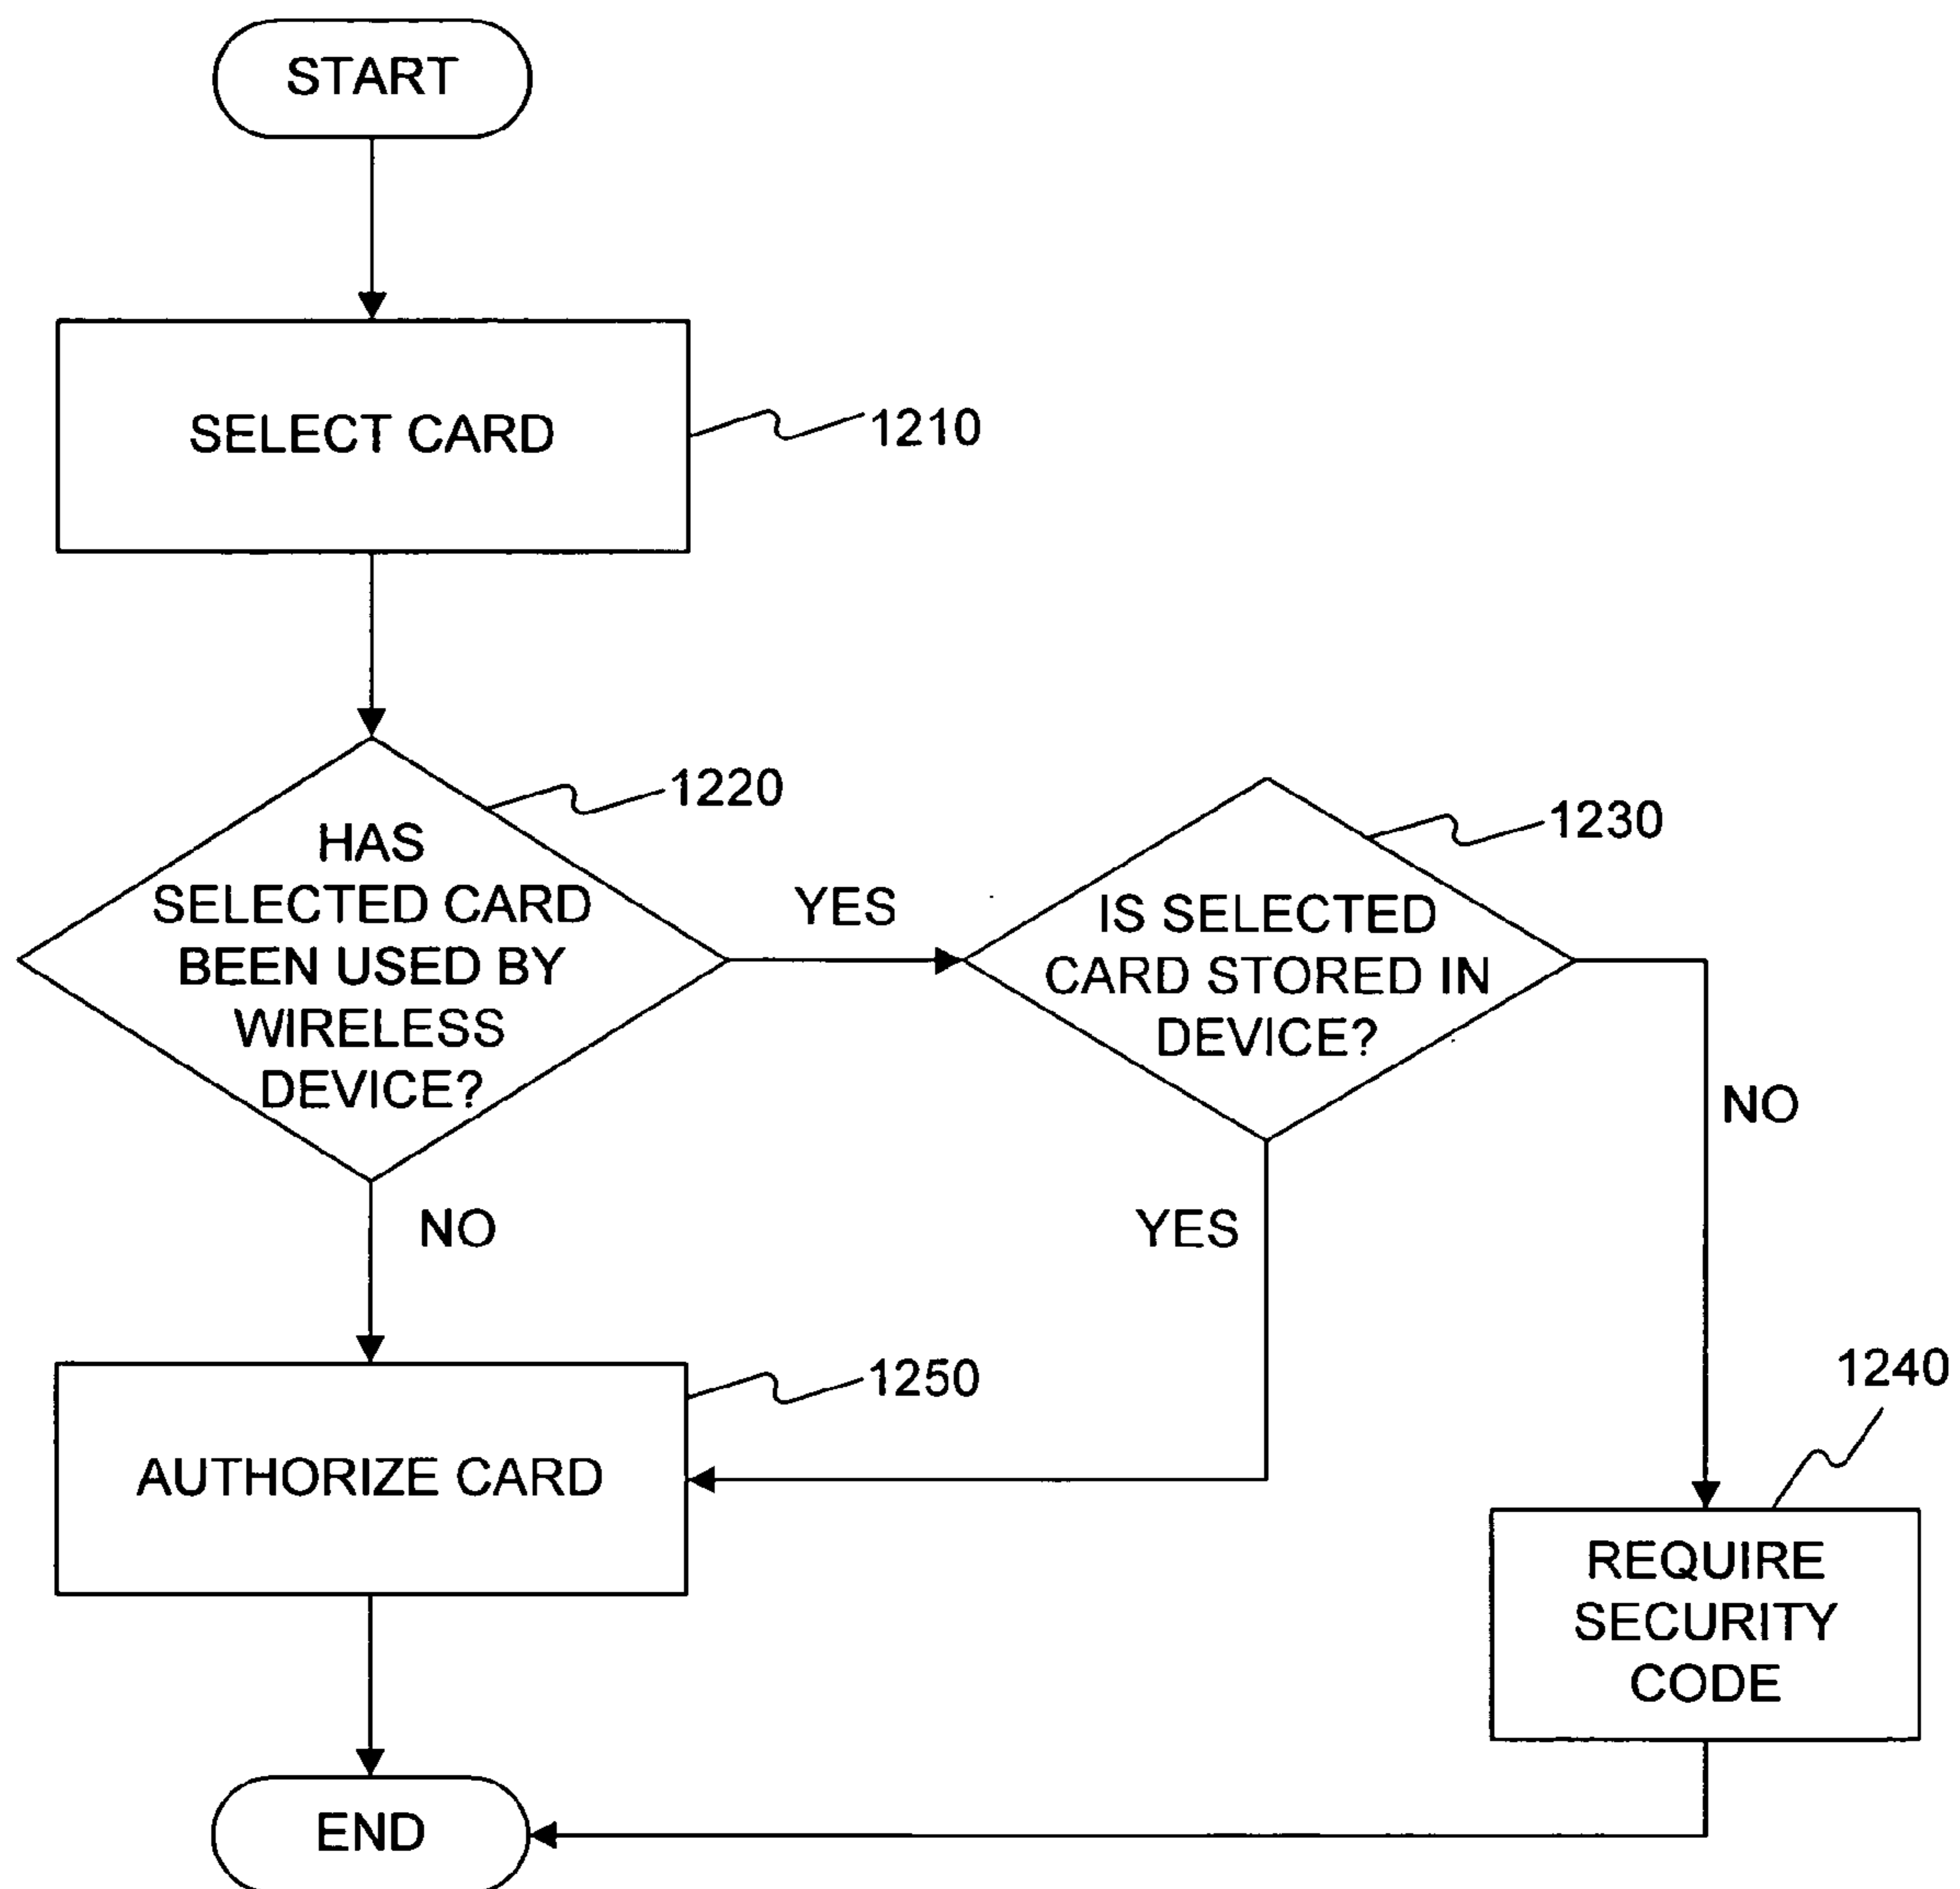 START
SELECT CARD
1210
1220
HAS
SELECTED CARD
BEEN USED BY
WIRELESS
DEVICE?
YES
1230
IS SELECTED
CARD STORED IN
DEVICE?
NO
NO
YES
1250
AUTHORIZE CARD
1240
REQUIRE
SECURITY
CODE
END